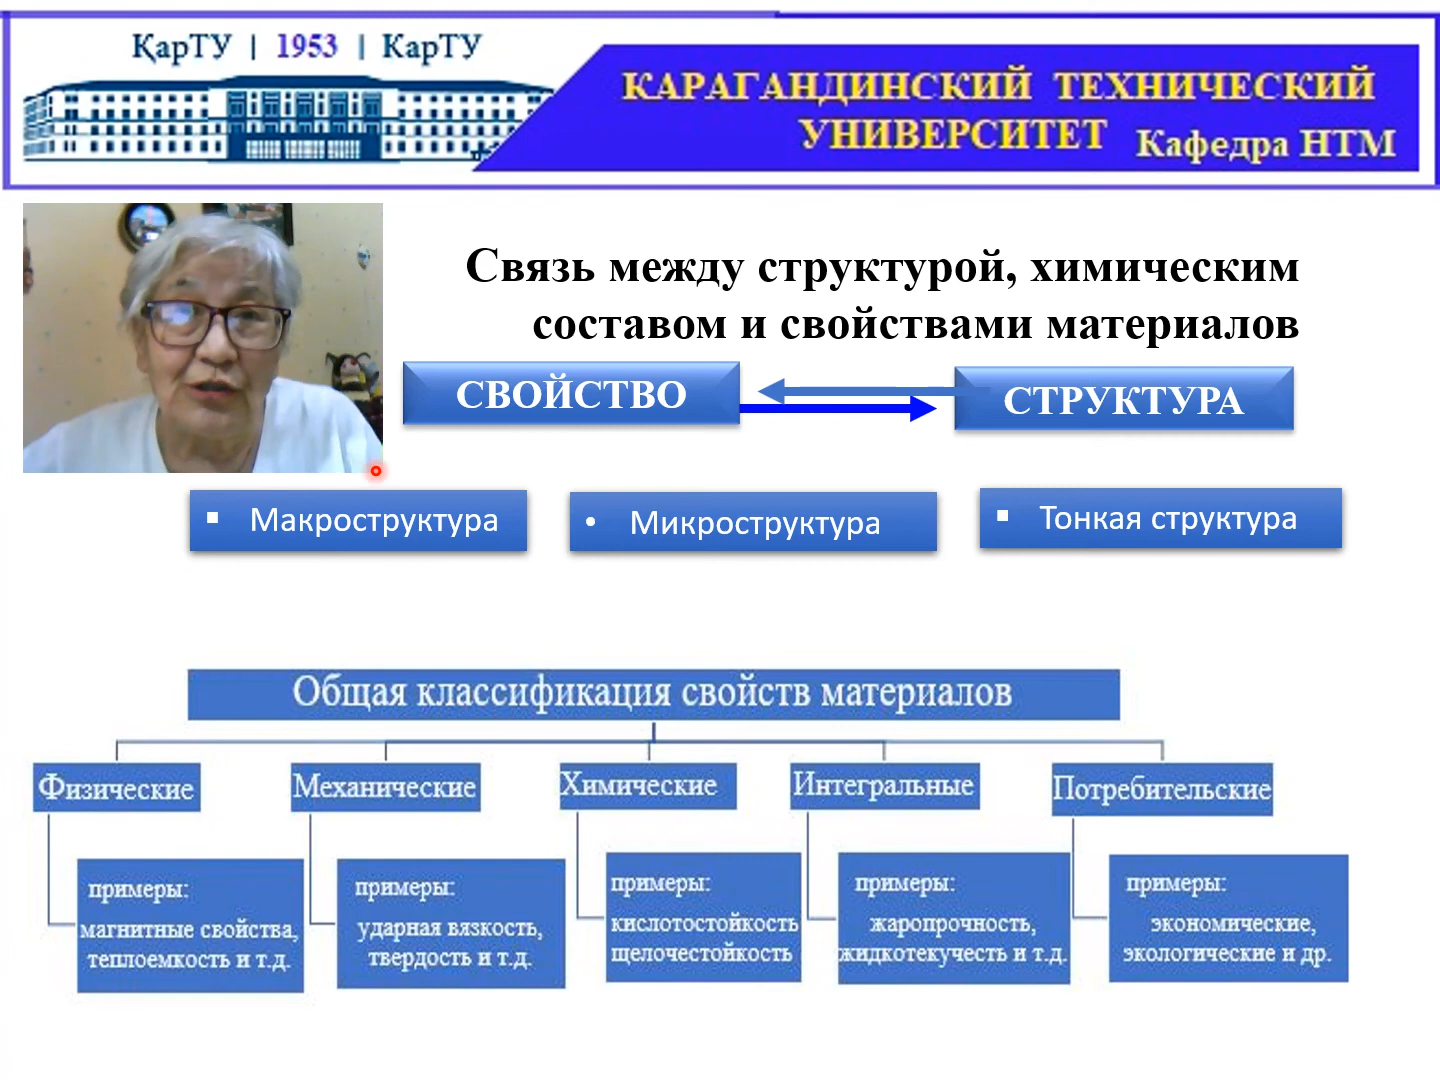 ҚарТУ | 1953 | КарТУ
КАРАГАНДИНСКИЙ ТЕХНИЧЕСКИЙ
УНИВЕРСИТЕТ Кафедра НТМ
Связь между структурой, химическим
составом и свойствами материалов
СВОЙСТВО
СТРУКТУРА
▪ Макроструктура
• Микроструктура
▪ Тонкая структура
Общая классификация свойств материалов
Физические
Механические
Химические
Интегральные
Потребительские
примеры:
магнитные свойства,
теплоемкость и т.д.
примеры:
ударная вязкость,
твердость и т.д.
примеры:
кислотостойкость
щелочестойкость
примеры:
жаропрочность,
жидкотекучесть и т.д.
примеры:
экономические,
экологические и др.